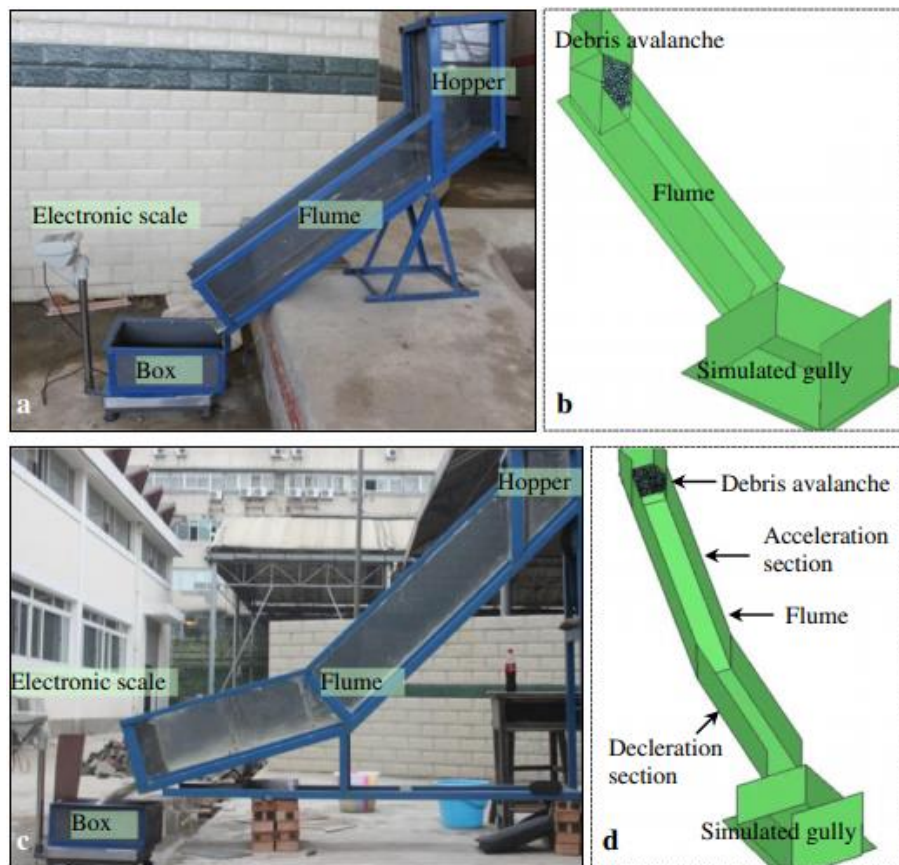 Hopper
Electronic scale
Flume
Box
a
Debris avalanche
Flume
Simulated gully
b
Hopper
Electronic scale
Flume
Box
c
Debris avalanche
Acceleration
section
Flume
Decleration
section
Simulated gully
d